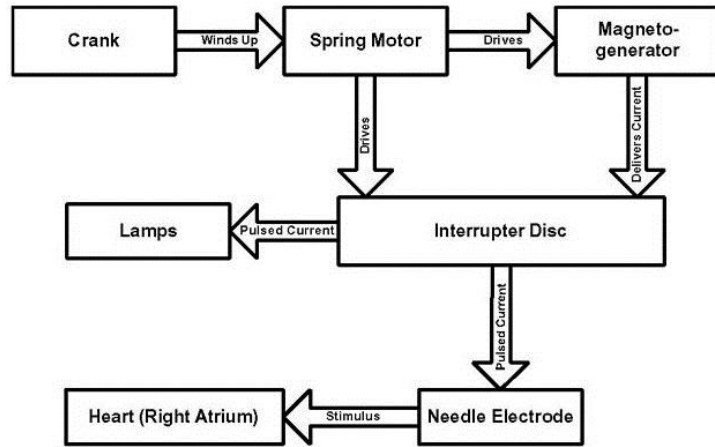 Crank
Winds Up
Spring Motor
Drives
Magneto-
generator
Drives
Delivers Current
Lamps
Pulsed Current
Interrupter Disc
Pulsed Current
Heart (Right Atrium)
Stimulus
Needle Electrode